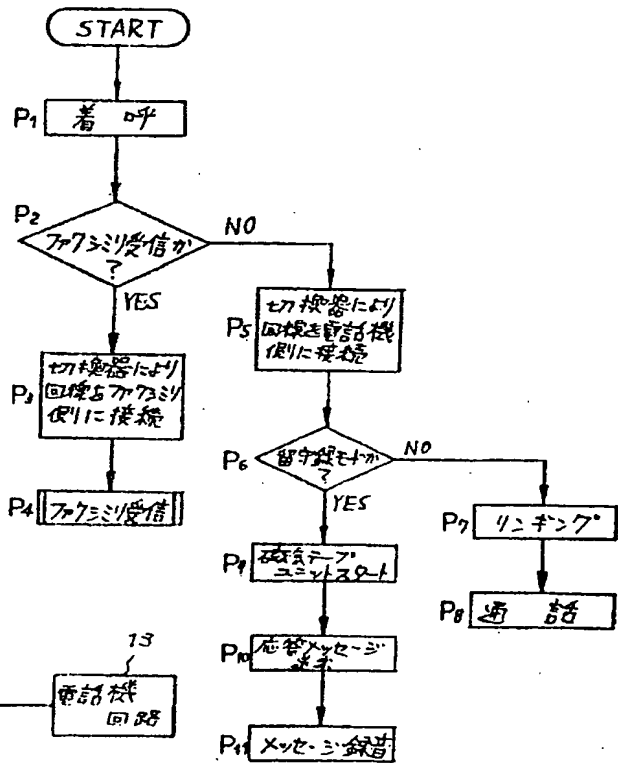 START
P1 着呼
P2 ファクシミリ受信か
?
NO
YES
P3 切換器により
回線をファクシミリ
側に接続
P4 ファクシミリ受信
P5 切換器により
回線を電話機
側に接続
P6 留守録モードか
?
NO
YES
P7 リンギング
P8 通話
P9 磁気テープ
ユニットスタート
P10 応答メッセージ
P11 メッセージ録音
13
電話機
回路